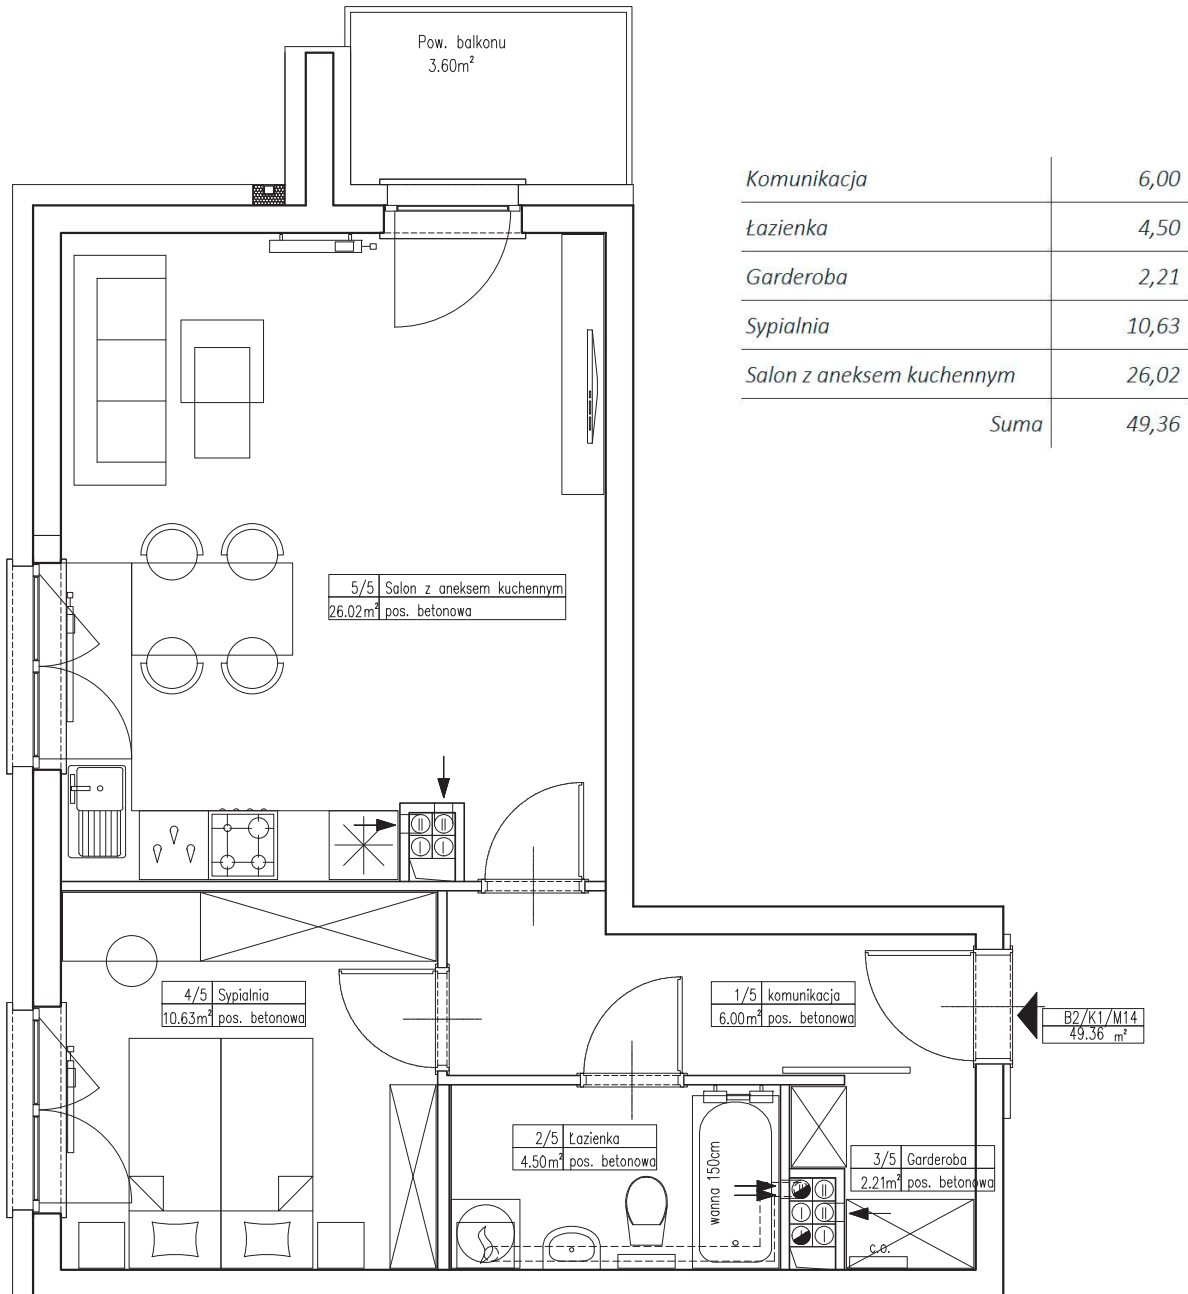 Pow. balkonu
3.60m²
Komunikacja 6,00
Łazienka 4,50
Garderoba 2,21
Sypialnia 10,63
Salon z aneksem kuchennym 26,02
Suma 49,36
5/5 Salon z aneksem kuchennym
26.02m² pos. betonowa
4/5 Sypialnia
10.63m² pos. betonowa
1/5 komunikacja
6.00m² pos. betonowa
B2/K1/M14
49.36 m²
2/5 Łazienka
4.50m² pos. betonowa
wanna 150cm
3/5 Garderoba
2.21m² pos. betonowa
c.o.